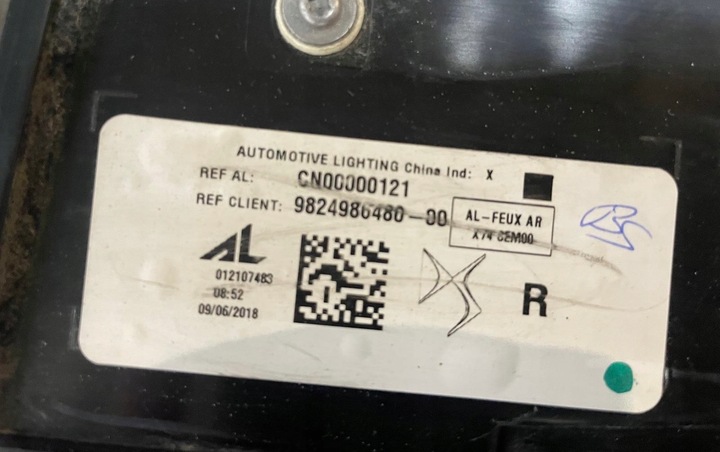 AUTOMOTIVE LIGHTING China Ind: X
REF AL: CN00000121
REF CLIENT: 9824986480-00
AL-FEUX AR
X74 CEM00
AL
012107483
08:52
09/06/2018
R